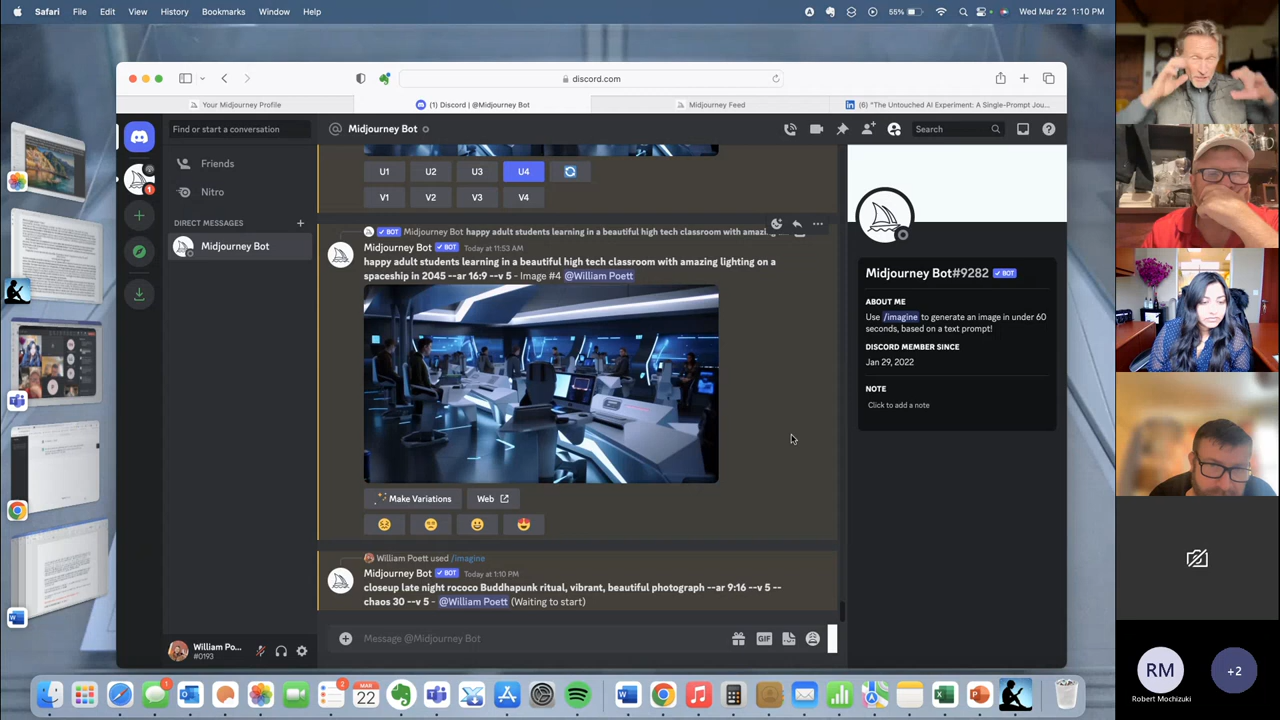 Safari File Edit View History Bookmarks Window Help
55% Wed Mar 22 1:10 PM
discord.com
Your Midjourney Profile
(1) Discord | @Midjourney Bot
Midjourney Feed
(6) "The Untouched AI Experiment: A Single-Prompt Jou...
Find or start a conversation
@ Midjourney Bot
Search
Friends
Nitro
DIRECT MESSAGES +
Midjourney Bot
1
U1 U2 U3 U4
V1 V2 V3 V4
BOT Midjourney Bot happy adult students learning in a beautiful high tech classroom with amazi...
Midjourney Bot BOT Today at 11:53 AM
happy adult students learning in a beautiful high tech classroom with amazing lighting on a
spaceship in 2045 --ar 16:9 --v 5 - Image #4 @William Poett
Make Variations Web
William Poett used /imagine
Midjourney Bot BOT Today at 1:10 PM
closeup late night rococo Buddhapunk ritual, vibrant, beautiful photograph --ar 9:16 --v 5 --
chaos 30 --v 5 - @William Poett (Waiting to start)
Message @Midjourney Bot
GIF
William Po...
#0193
Midjourney Bot#9282 BOT
ABOUT ME
Use /imagine to generate an image in under 60
seconds, based on a text prompt!
DISCORD MEMBER SINCE
Jan 29, 2022
NOTE
Click to add a note
RM
Robert Mochizuki
+2
1
2
MAR
22